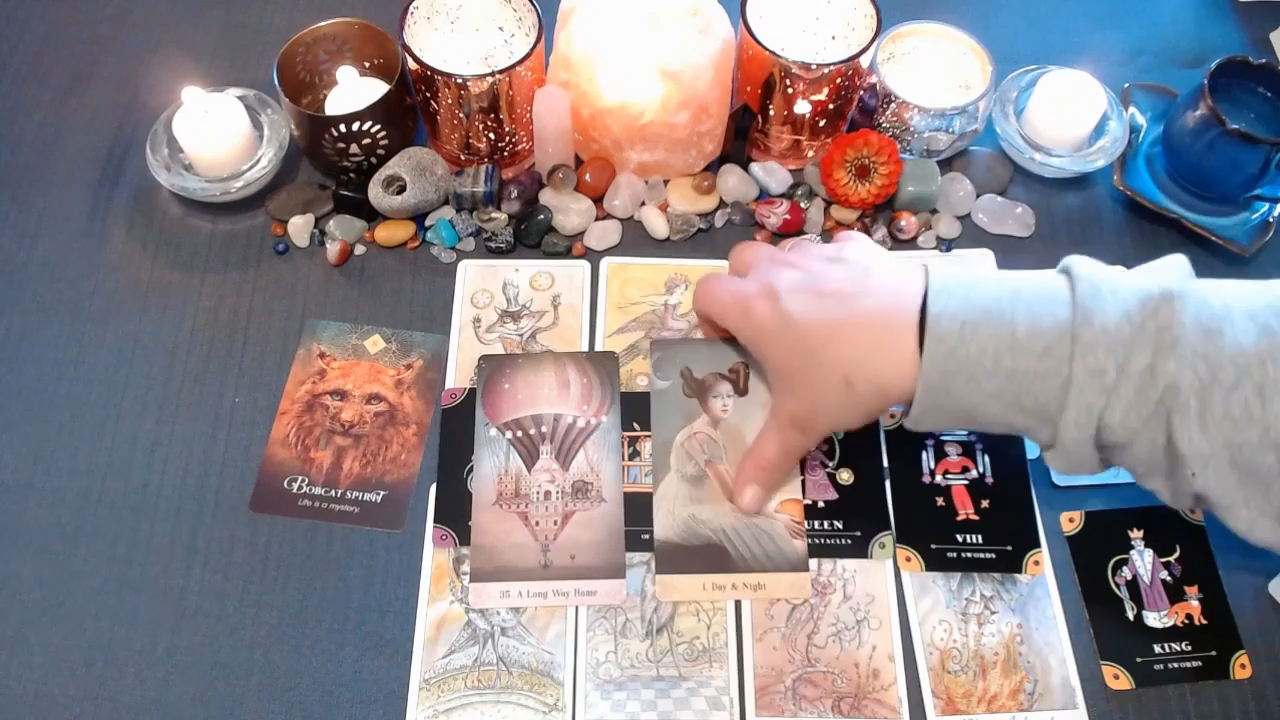 BOBCAT SPIRIT
Life is a mystery.
35 A Long Way Home
1. Day & Night
QUEEN
PENTACLES
VIII
OF SWORDS
KING
OF SWORDS